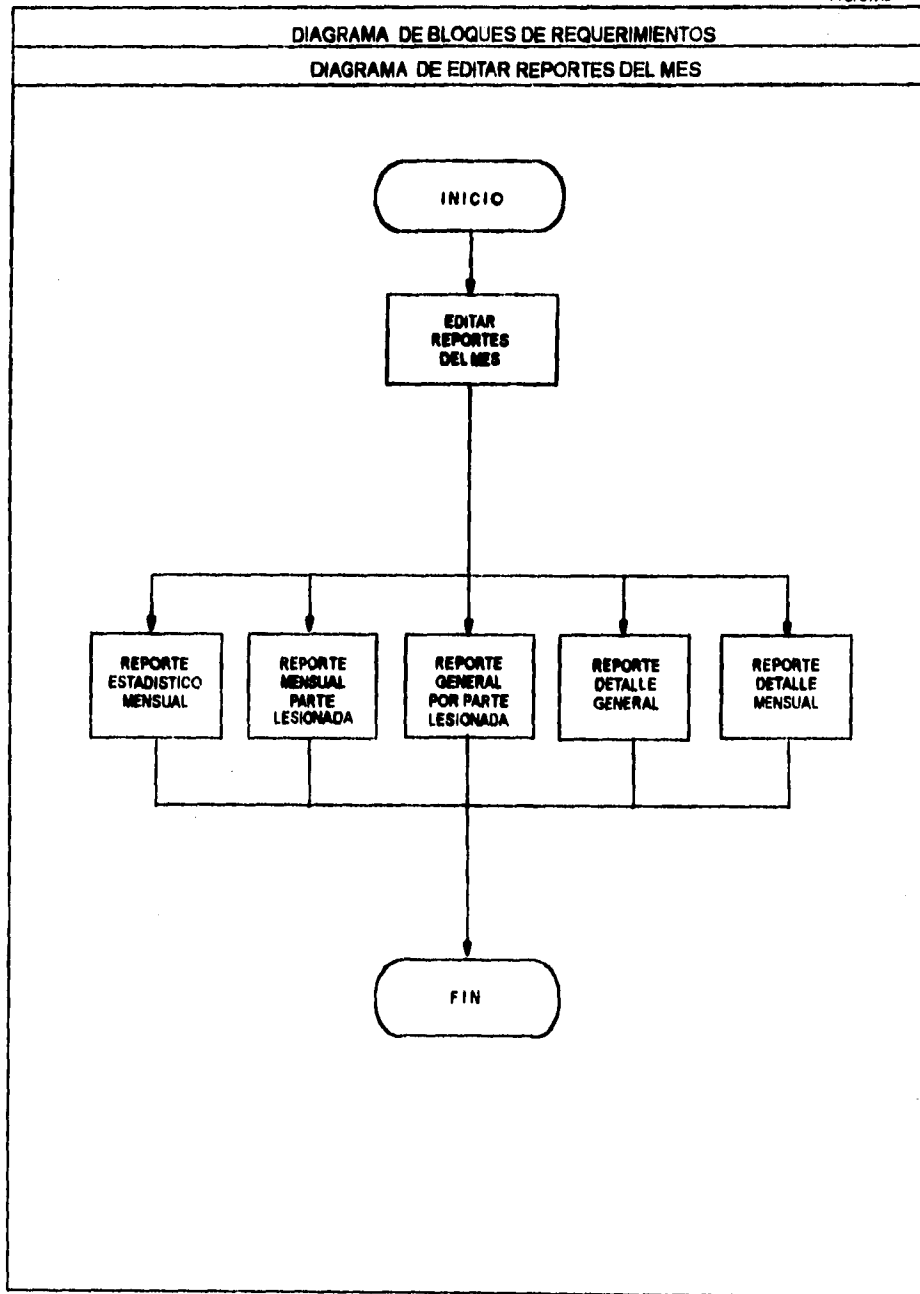 DIAGRAMA DE BLOQUES DE REQUERIMIENTOS
DIAGRAMA DE EDITAR REPORTES DEL MES
INICIO
EDITAR
REPORTES
DEL MES
REPORTE
ESTADISTICO
MENSUAL
REPORTE
MENSUAL
PARTE
LESIONADA
REPORTE
GENERAL
POR PARTE
LESIONADA
REPORTE
DETALLE
GENERAL
REPORTE
DETALLE
MENSUAL
FIN